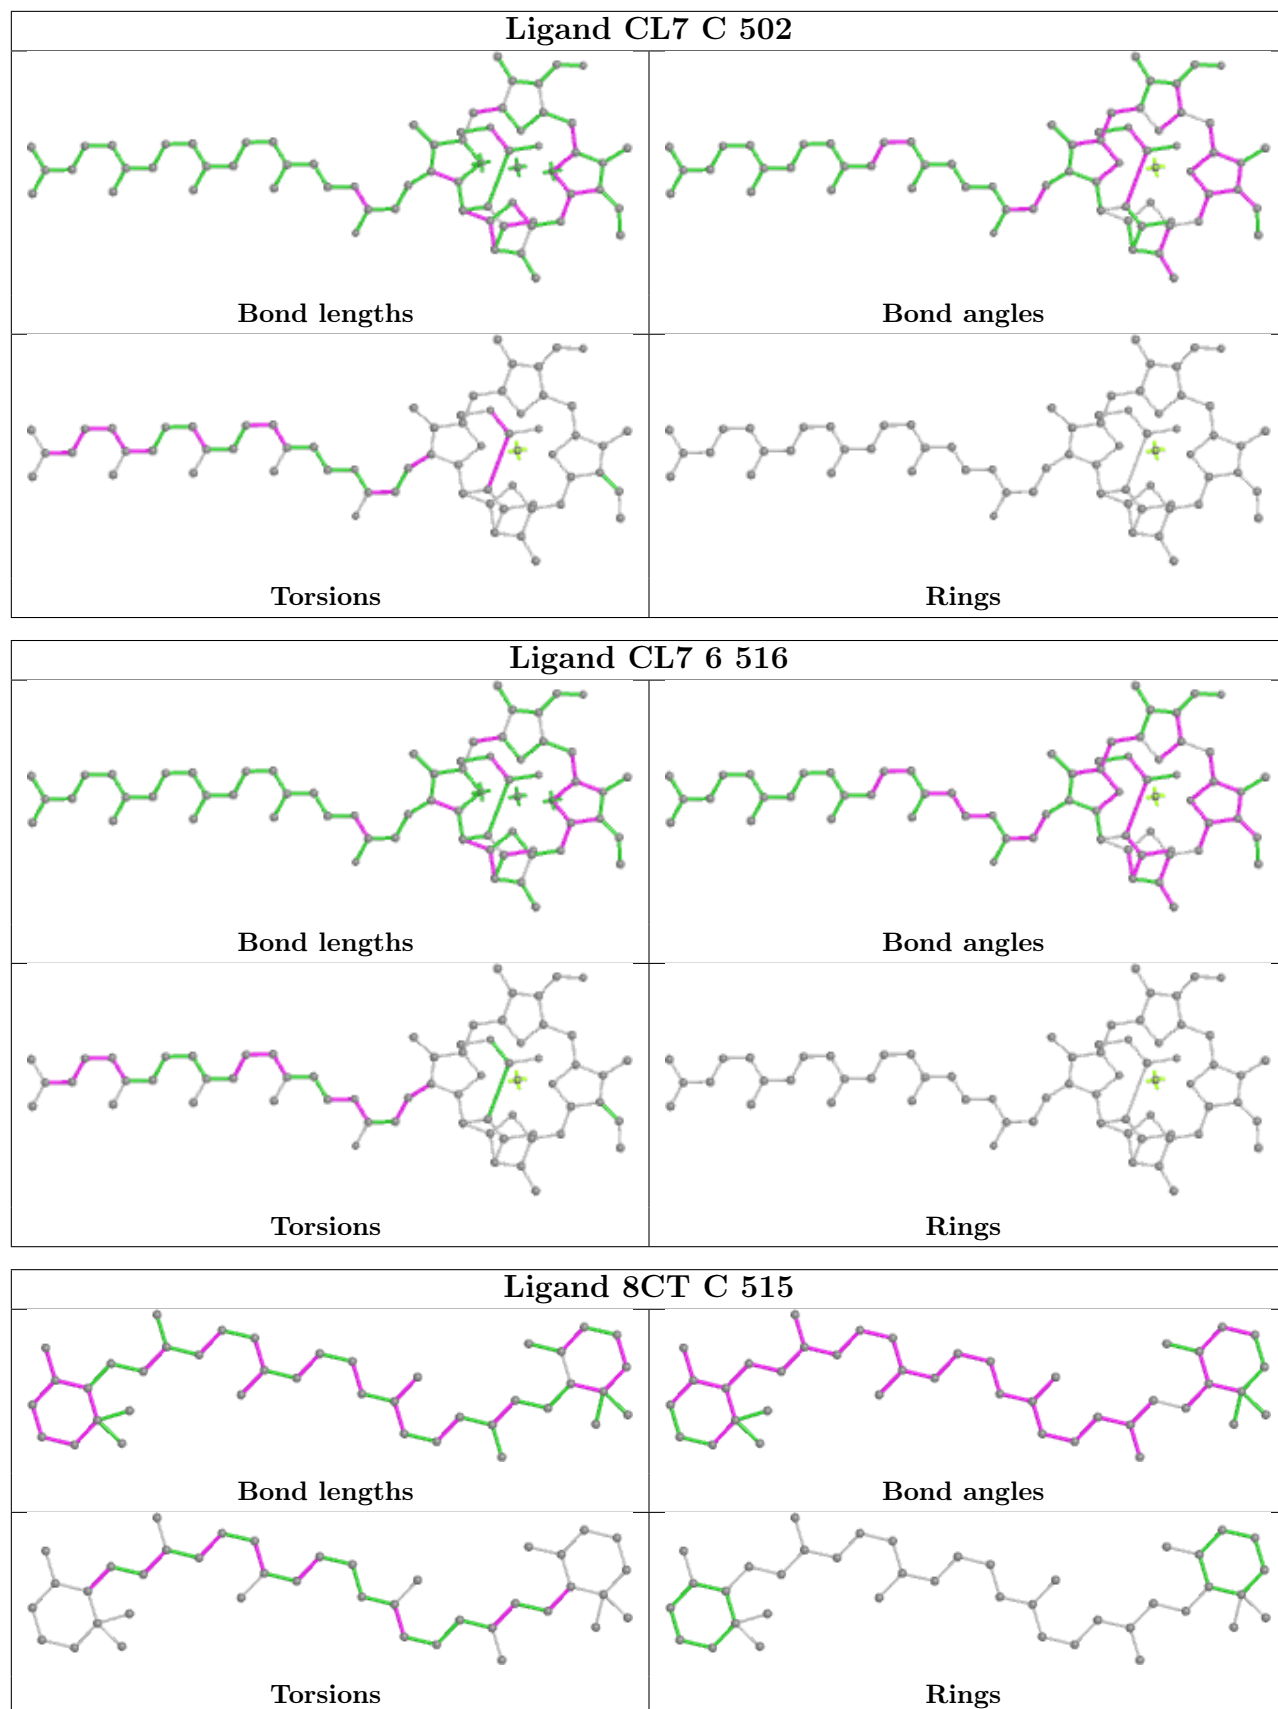 Ligand CL7 C 502
Bond lengths
Bond angles
Torsions
Rings
Ligand CL7 6 516
Bond lengths
Bond angles
Torsions
Rings
Ligand 8CT C 515
Bond lengths
Bond angles
Torsions
Rings